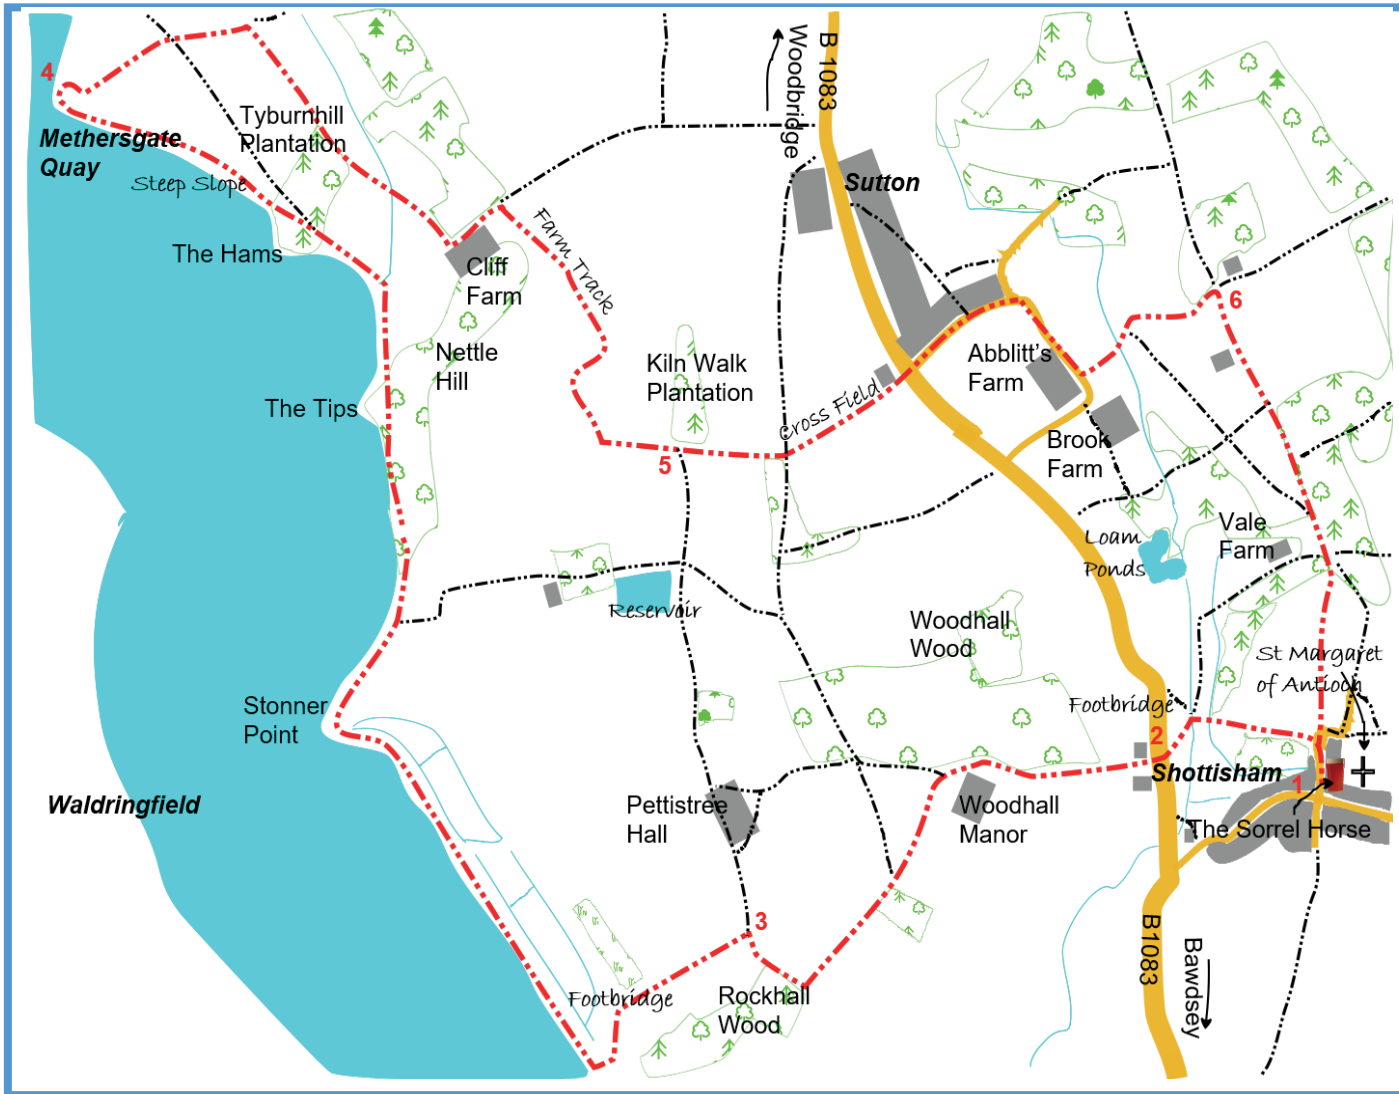 4
Methersgate
Quay
Tyburnhill
Plantation
Steep Slope
The Hams
Woodbridge
B 1083
Sutton
Farm Track
Cliff
Farm
Nettle
Hill
The Tips
Kiln Walk
Plantation
5
Cross Field
Abblitt's
Farm
6
Brook
Farm
Loam
Ponds
Vale
Farm
Reservoir
Woodhall
Wood
St Margaret
of Antioch
Footbridge
2
Stonner
Point
Waldringfield
Shottisham
1
The Sorrel Horse
Pettistree
Hall
Woodhall
Manor
3
Footbridge
Rockhall
Wood
B1083
Bawdsey